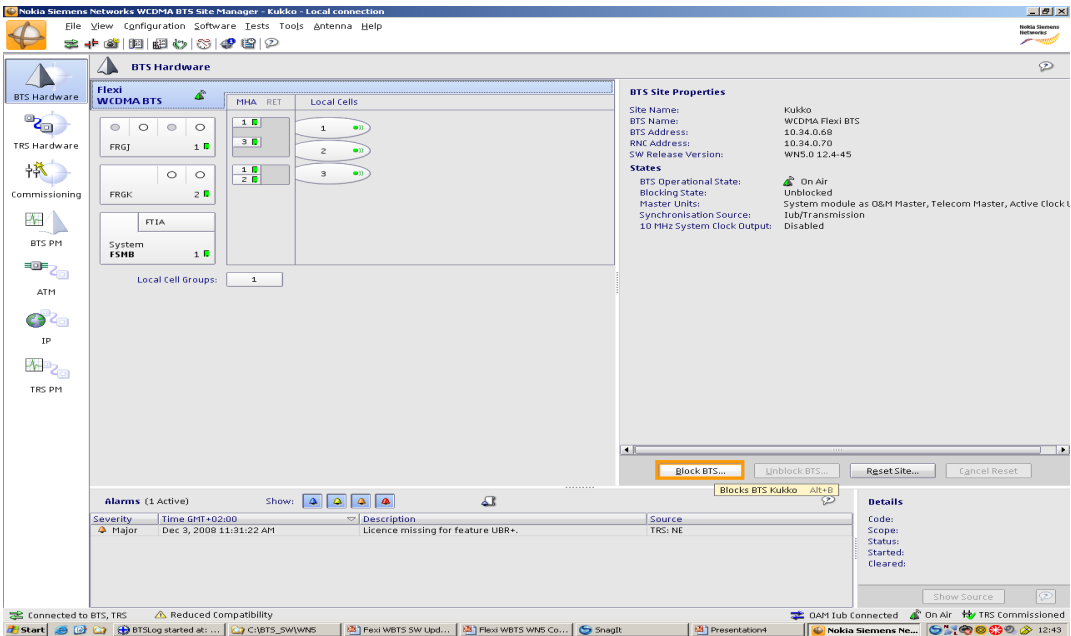 Nokia Siemens Networks WCDMA BTS Site Manager - Kukko - Local connection
File View Configuration Software Tests Tools Antenna Help
Nokia Siemens
Networks
BTS Hardware
TRS Hardware
Commissioning
BTS PM
ATM
IP
TRS PM
BTS Hardware
Flexi
WCDMA BTS
MHA RET Local Cells
FRGJ 1
FRGK 2
FTIA
System
FSMB 1
1
3
1
2
1
2
3
Local Cell Groups: 1
BTS Site Properties
Site Name: Kukko
BTS Name: WCDMA Flexi BTS
BTS Address: 10.34.0.68
RNC Address: 10.34.0.70
SW Release Version: WN5.0 12.4-45
States
BTS Operational State: On Air
Blocking State: Unblocked
Master Units: System module as O&M Master, Telecom Master, Active Clock
Synchronisation Source: Iub/Transmission
10 MHz System Clock Output: Disabled
Block BTS... Unblock BTS... Reset Site... Cancel Reset
Blocks BTS Kukko Alt+B
Alarms (1 Active) Show:
Severity Time GMT+02:00 Description Source
Major Dec 3, 2008 11:31:22 AM Licence missing for feature UBR+. TRS: NE
Details
Code:
Scope:
Status:
Started:
Cleared:
Show Source
Connected to BTS, TRS Reduced Compatibility OAM Iub Connected On Air TRS Commissioned
Start BTSLog started at: ... C:\BTS_SW\WN5 Fexi WBTS SW Upd... Flexi WBTS WN5 Co... SnagIt Presentation4 Nokia Siemens Ne... 12:43